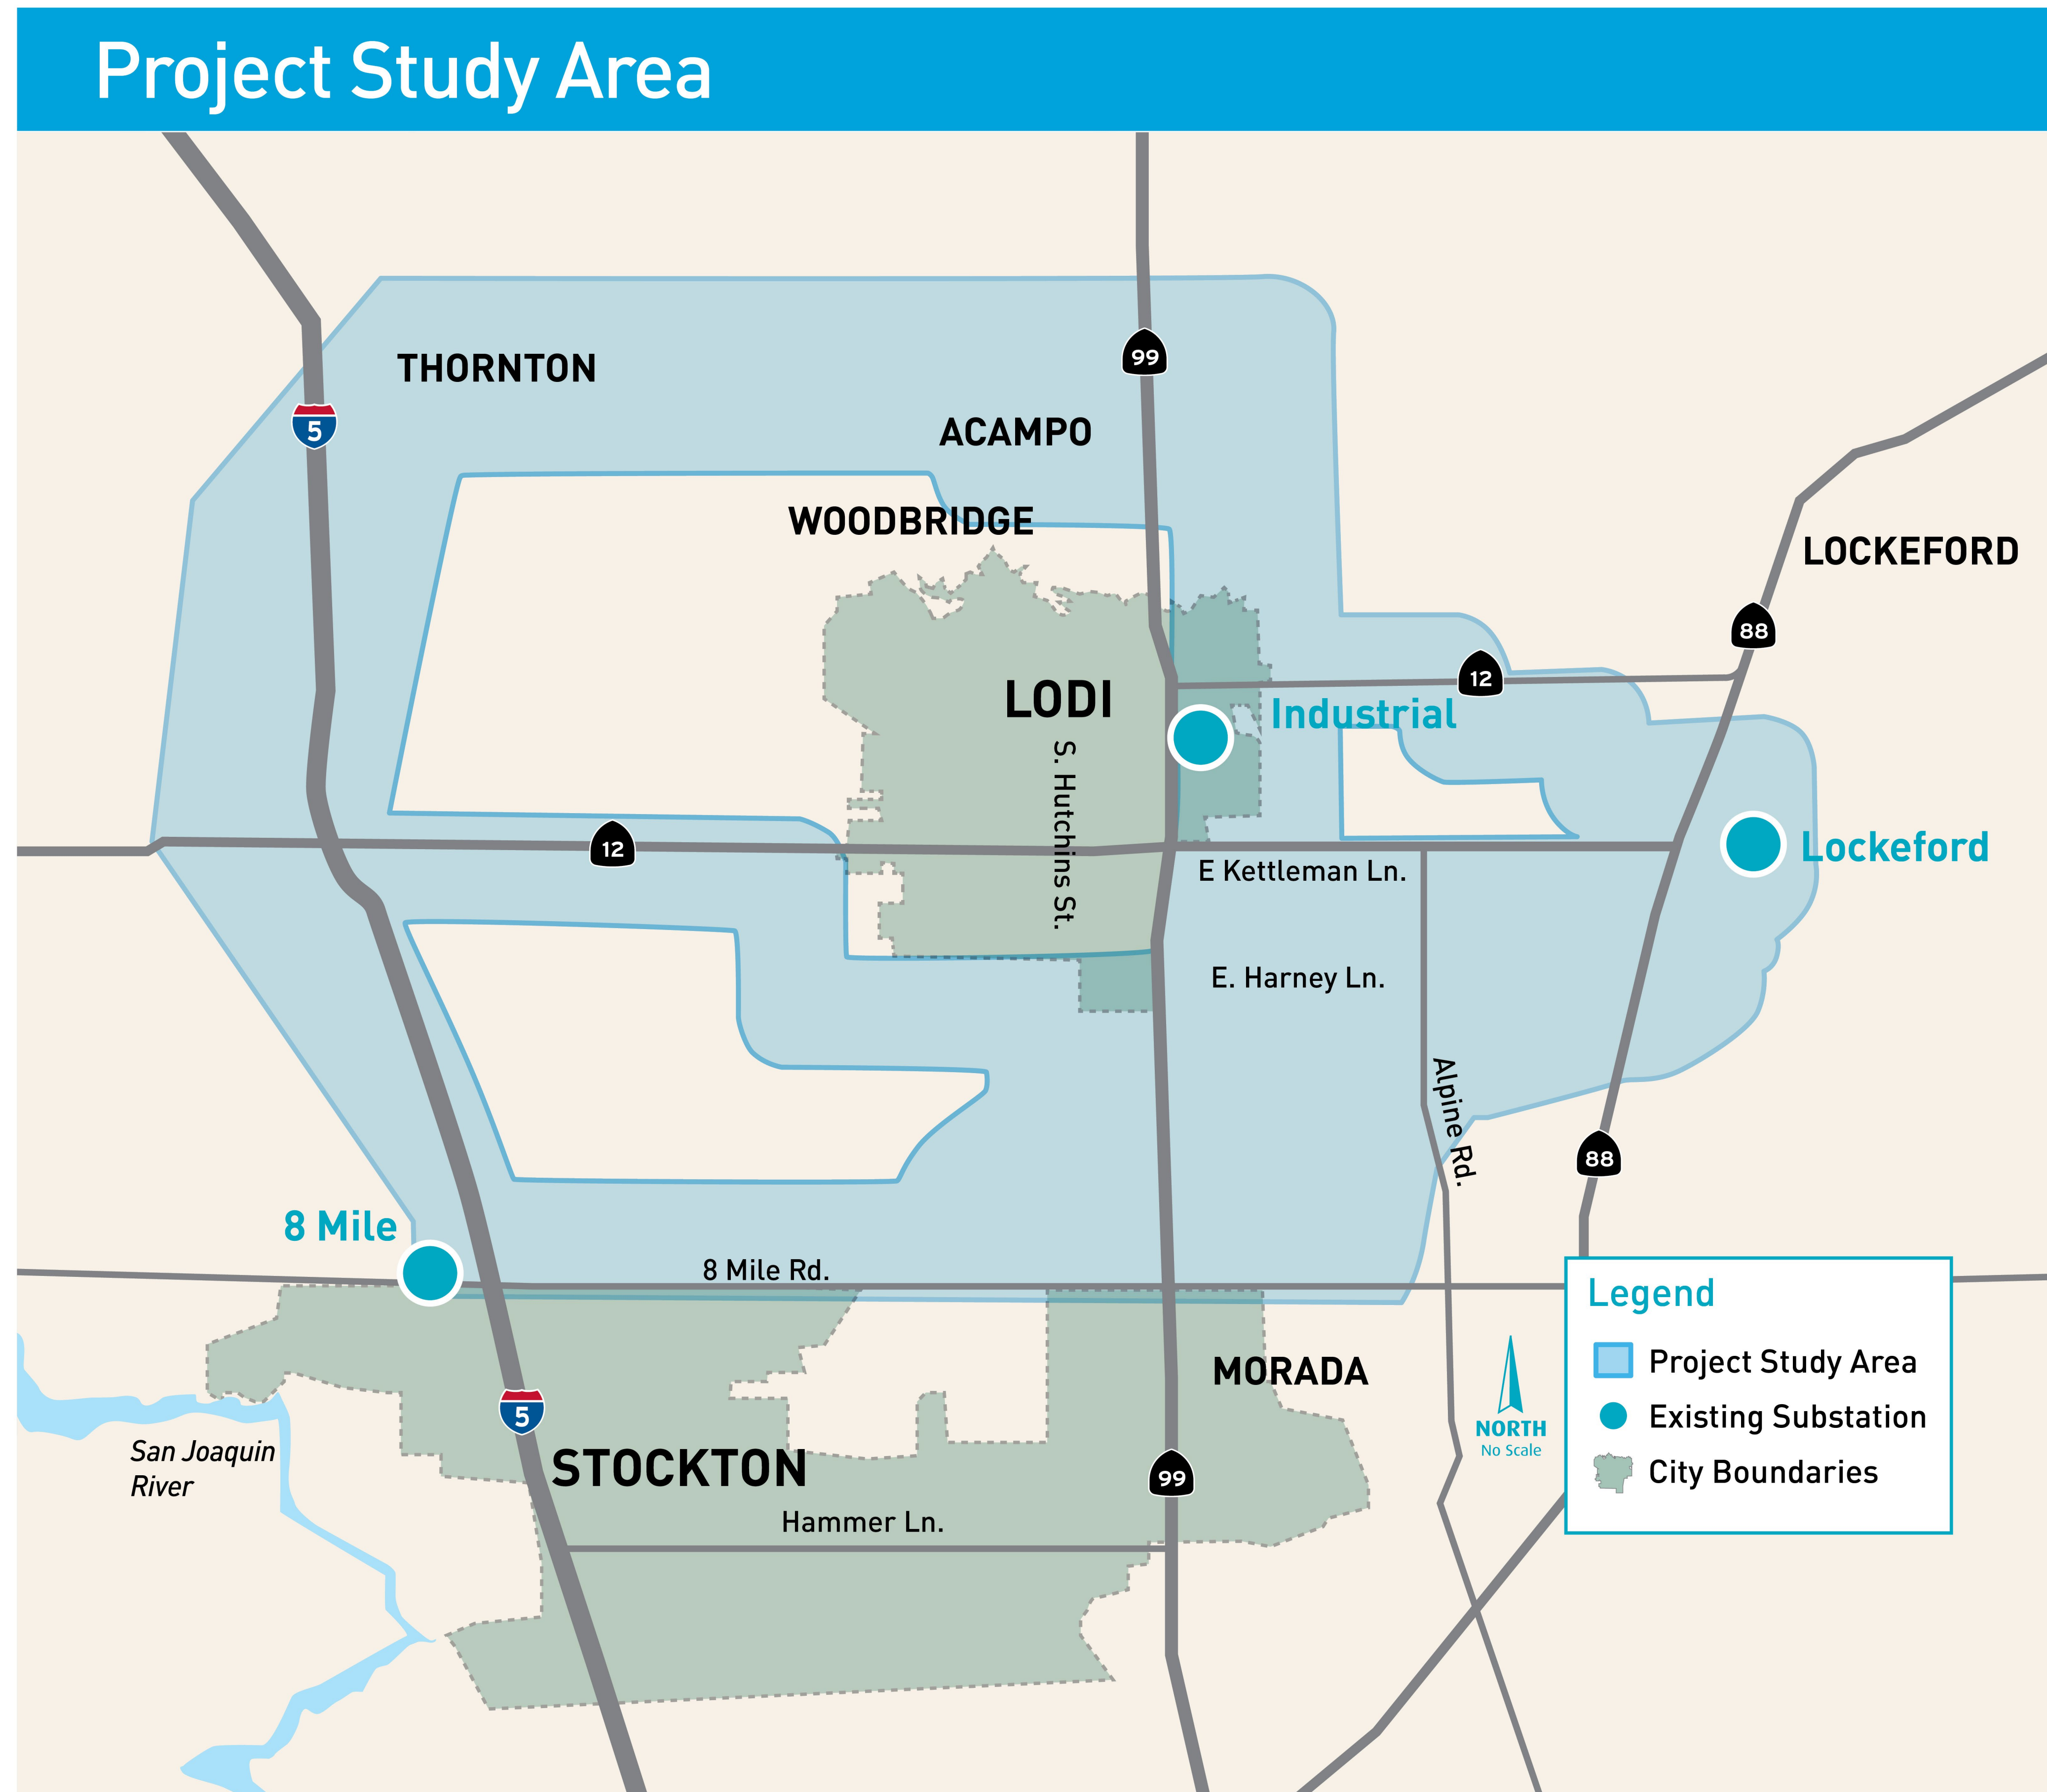 Project Study Area
THORNTON
99
ACAMPO
5
WOODBRIDGE
LOCKEFORD
88
12
LODI
Industrial
S. Hutchins St.
12
Lockeford
E Kettleman Ln.
E. Harney Ln.
Alpine Rd.
88
8 Mile
8 Mile Rd.
Legend
Project Study Area
Existing Substation
City Boundaries
MORADA
NORTH
No Scale
5
San Joaquin
River
STOCKTON
99
Hammer Ln.